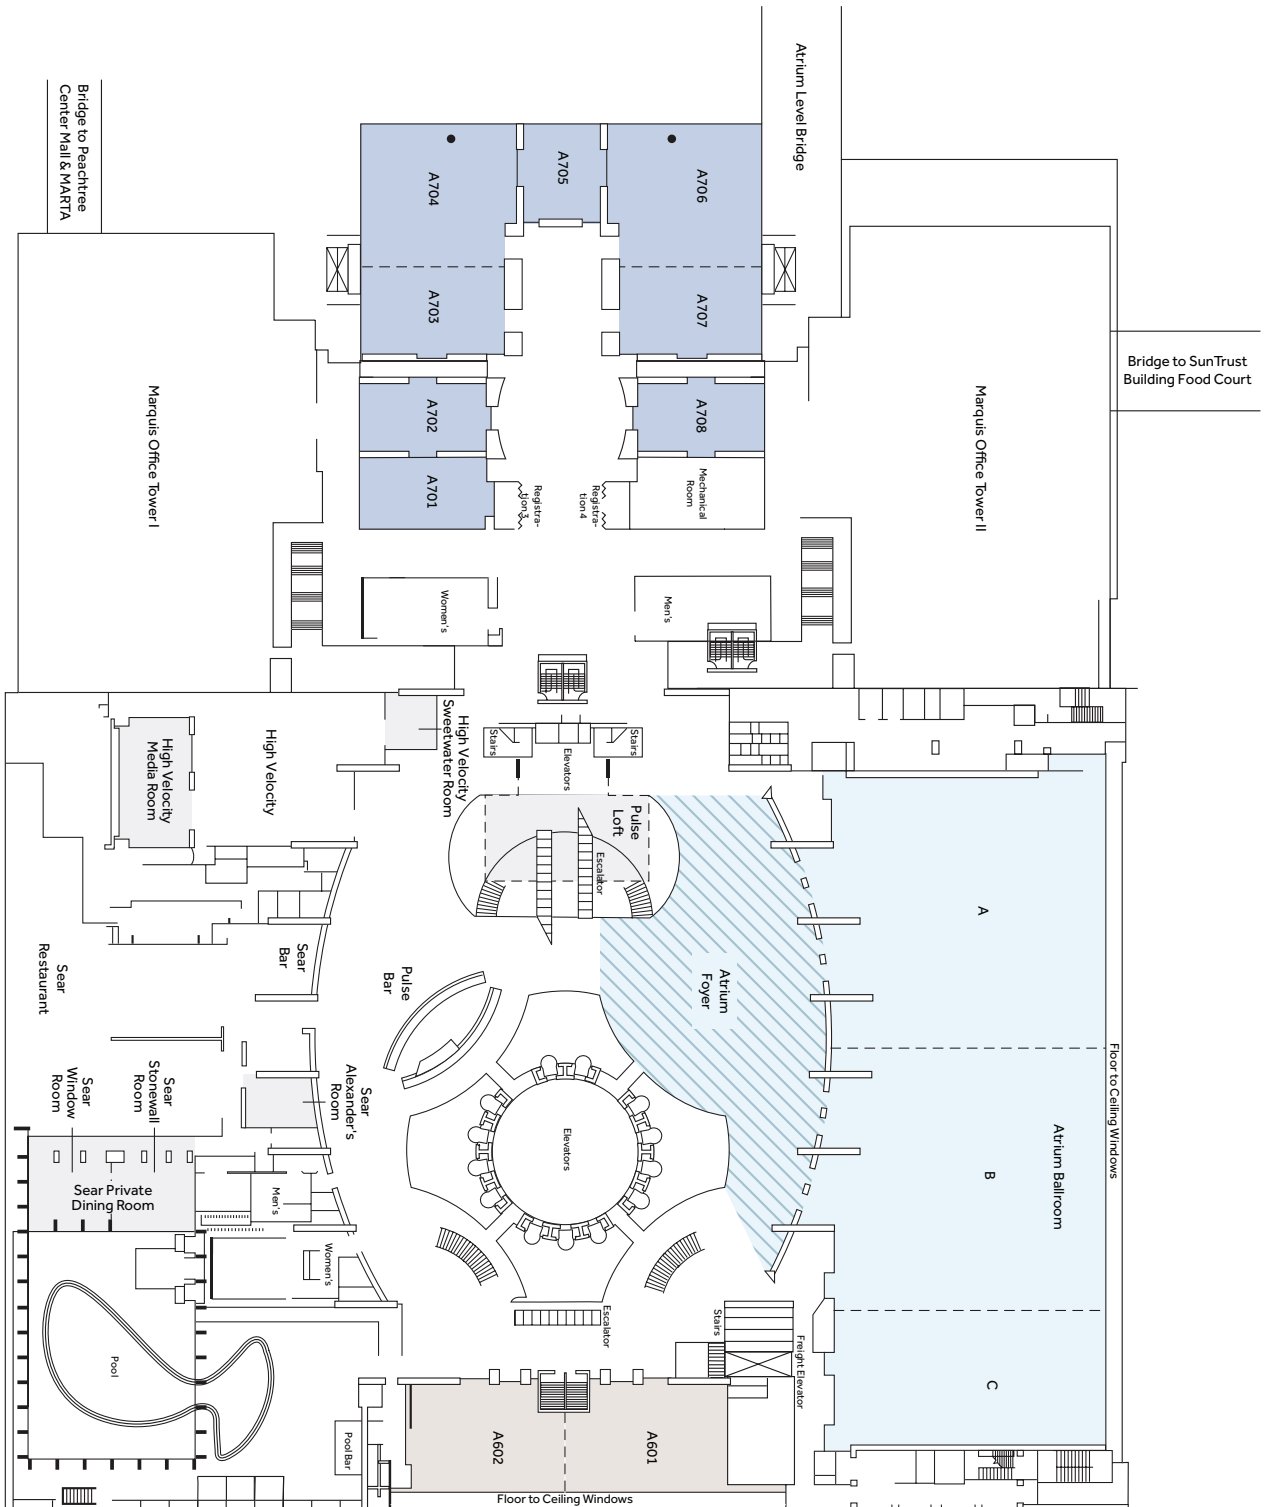 Atrium Level Bridge
Bridge to Peachtree
Center Mall & MARTA
A704
A705
A706
A703
A707
Bridge to SunTrust
Building Food Court
Marquis Office Tower I
A702
A708
Marquis Office Tower II
A701
Registra-
tion 3
Registra-
tion 4
Mechanical
Room
Women's
Men's
High Velocity
Sweetwater Room
High Velocity
High Velocity
Media Room
Stairs
Elevators
Stairs
Pulse
Loft
Escalator
A
Sear
Restaurant
Sear
Bar
Pulse
Bar
Atrium
Foyer
Floor to Ceiling Windows
Sear
Window
Room
Sear
Stonewall
Room
Sear
Alexander's
Room
Elevators
Atrium Ballroom
B
Sear Private
Dining Room
Men's
Women's
Escalator
Stairs
Freight Elevator
Pool
C
Pool Bar
A602
A601
Floor to Ceiling Windows